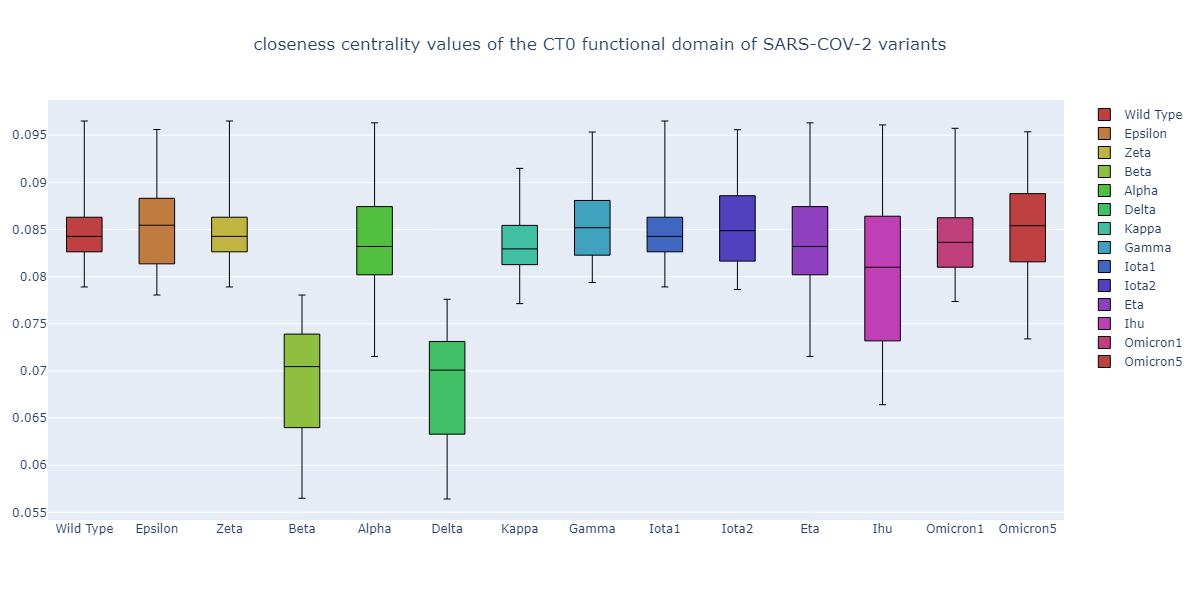 closeness centrality values of the CT0 functional domain of SARS-COV-2 variants
0.095
0.09
0.085
0.08
0.075
0.07
0.065
0.06
0.055
Wild Type Epsilon Zeta Beta Alpha Delta Kappa Gamma Iota1 Iota2 Eta Ihu Omicron1 Omicron5
Wild Type
Epsilon
Zeta
Beta
Alpha
Delta
Kappa
Gamma
Iota1
Iota2
Eta
Ihu
Omicron1
Omicron5